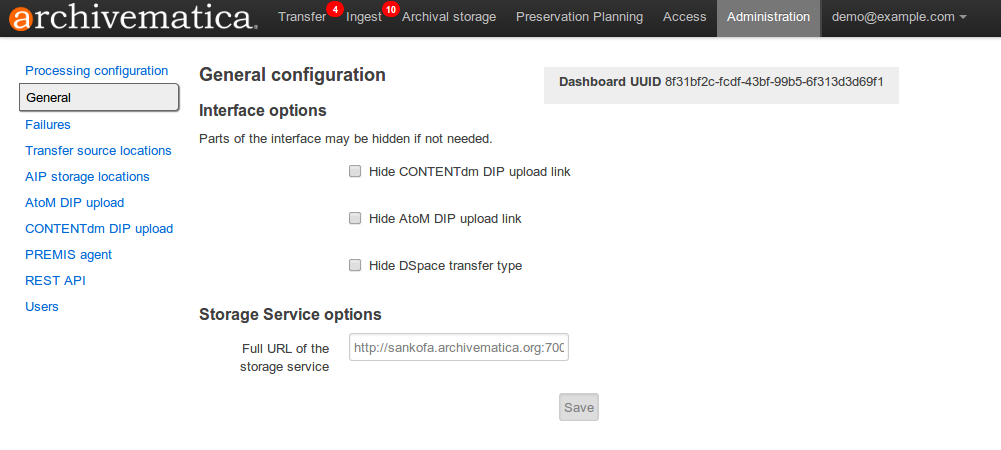 archivematica® Transfer 4 Ingest 10 Archival storage Preservation Planning Access Administration demo@example.com
Processing configuration
General
Failures
Transfer source locations
AIP storage locations
AtoM DIP upload
CONTENTdm DIP upload
PREMIS agent
REST API
Users
General configuration
Dashboard UUID 8f31bf2c-fcdf-43bf-99b5-6f313d3d69f1
Interface options
Parts of the interface may be hidden if not needed.
Hide CONTENTdm DIP upload link
Hide AtoM DIP upload link
Hide DSpace transfer type
Storage Service options
Full URL of the
storage service
http://sankofa.archivematica.org:700
Save